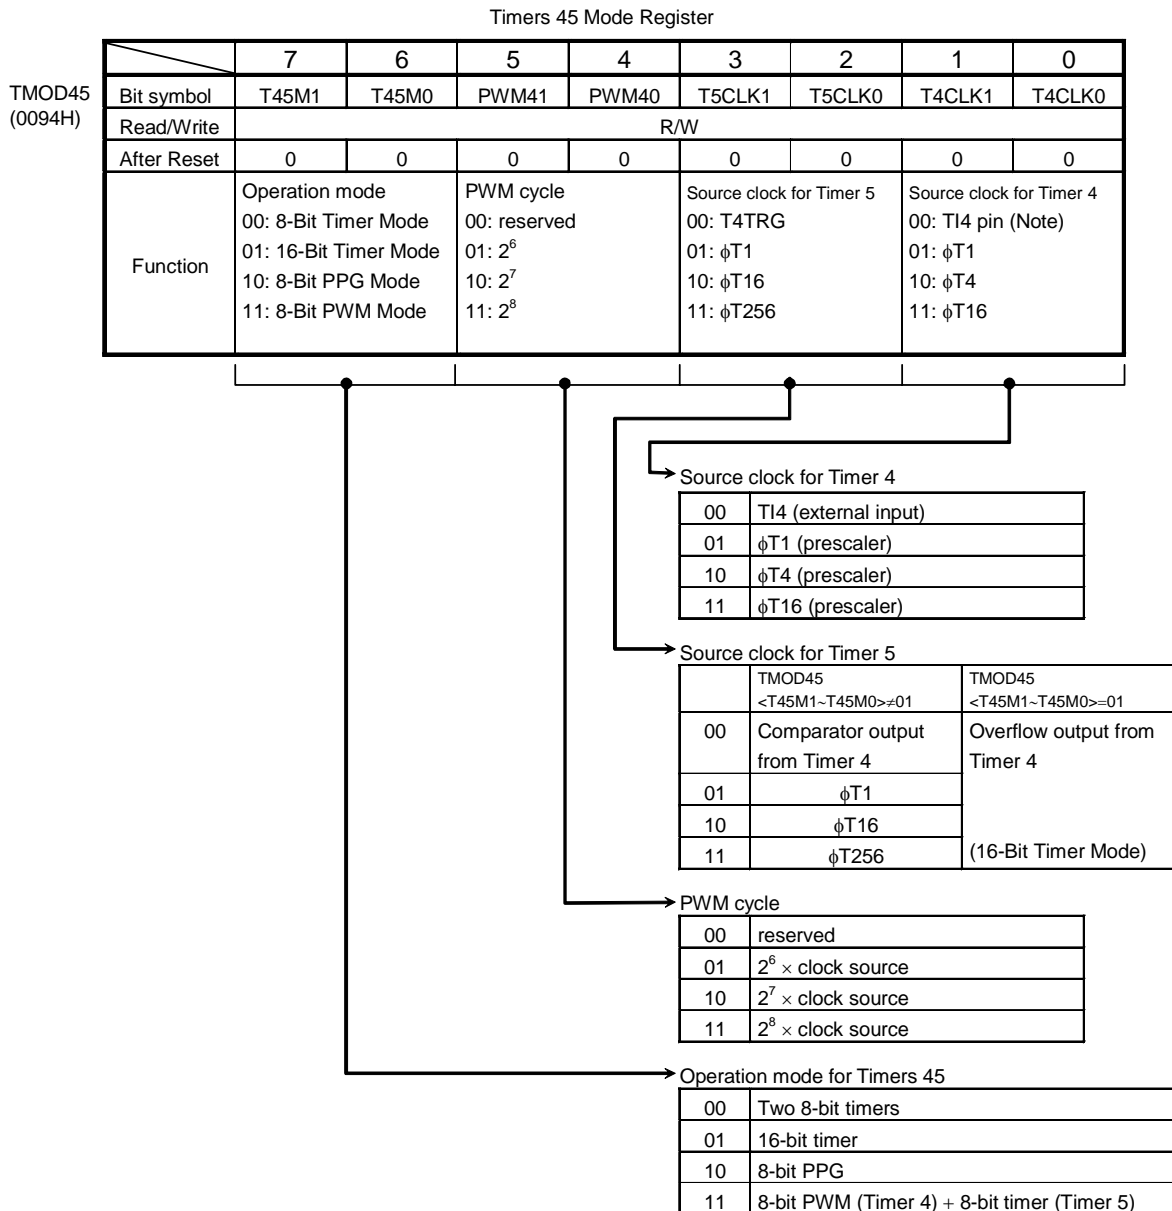 Timers 45 Mode Register
7 6 5 4 3 2 1 0
TMOD45
(0094H)
Bit symbol T45M1 T45M0 PWM41 PWM40 T5CLK1 T5CLK0 T4CLK1 T4CLK0
Read/Write R/W
After Reset 0 0 0 0 0 0 0 0
Function
Operation mode
00: 8-Bit Timer Mode
01: 16-Bit Timer Mode
10: 8-Bit PPG Mode
11: 8-Bit PWM Mode
PWM cycle
00: reserved
01: 2⁶
10: 2⁷
11: 2⁸
Source clock for Timer 5
00: T4TRG
01: ϕT1
10: ϕT16
11: ϕT256
Source clock for Timer 4
00: TI4 pin (Note)
01: ϕT1
10: ϕT4
11: ϕT16
Source clock for Timer 4
00 TI4 (external input)
01 ϕT1 (prescaler)
10 ϕT4 (prescaler)
11 ϕT16 (prescaler)
Source clock for Timer 5
TMOD45 TMOD45
<T45M1~T45M0>≠01 <T45M1~T45M0>=01
00 Comparator output Overflow output from
from Timer 4 Timer 4
01 ϕT1
10 ϕT16
11 ϕT256 (16-Bit Timer Mode)
PWM cycle
00 reserved
01 2⁶ × clock source
10 2⁷ × clock source
11 2⁸ × clock source
Operation mode for Timers 45
00 Two 8-bit timers
01 16-bit timer
10 8-bit PPG
11 8-bit PWM (Timer 4) + 8-bit timer (Timer 5)